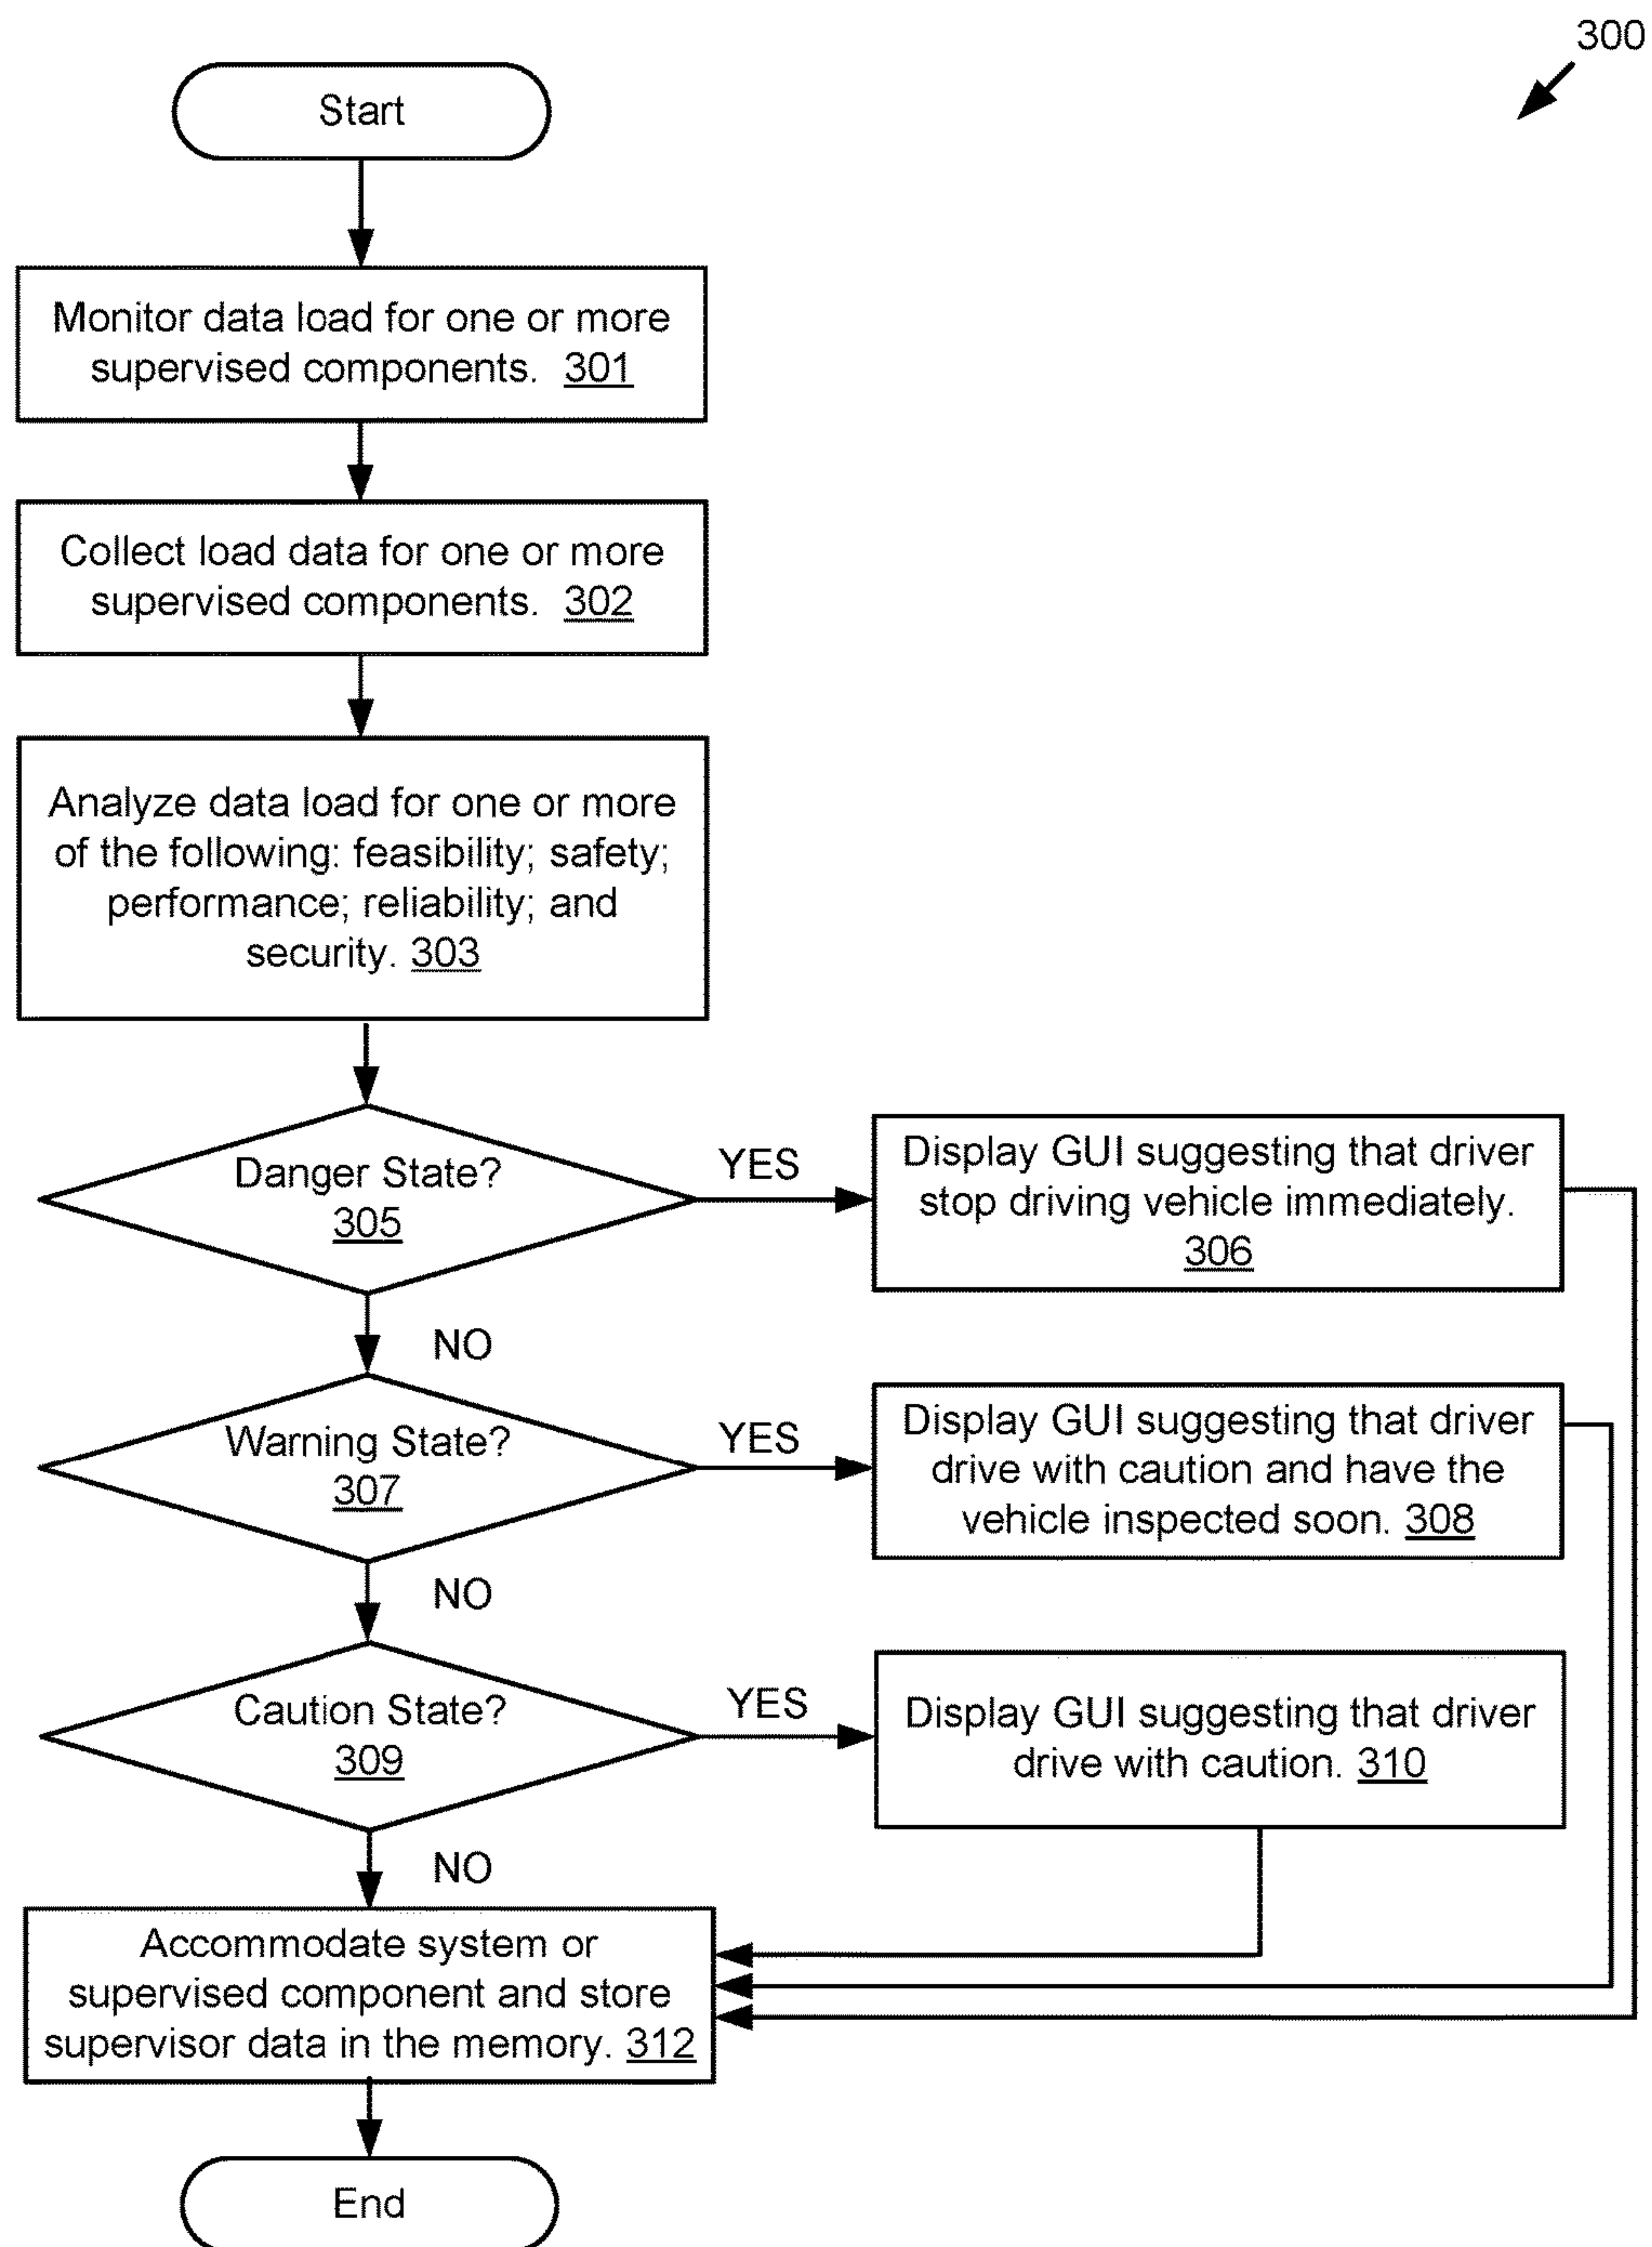 300
Start
Monitor data load for one or more
supervised components. 301
Collect load data for one or more
supervised components. 302
Analyze data load for one or more
of the following: feasibility; safety;
performance; reliability; and
security. 303
Danger State?
305
YES
Display GUI suggesting that driver
stop driving vehicle immediately.
306
NO
Warning State?
307
YES
Display GUI suggesting that driver
drive with caution and have the
vehicle inspected soon. 308
NO
Caution State?
309
YES
Display GUI suggesting that driver
drive with caution. 310
NO
Accommodate system or
supervised component and store
supervisor data in the memory. 312
End